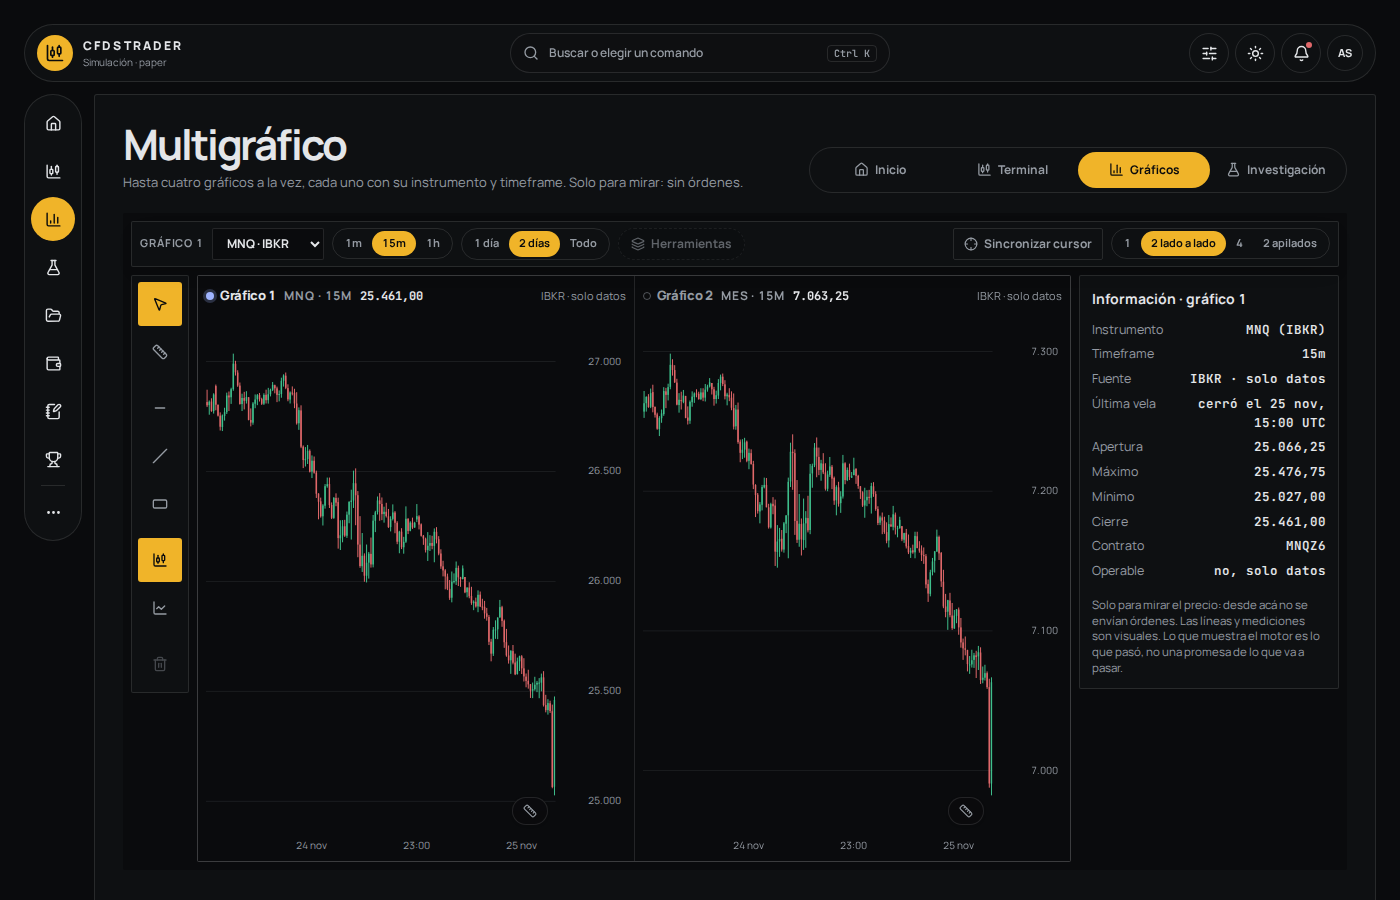 CFDSTRADER
Simulación · paper
Buscar o elegir un comando
Ctrl K
AS
Multigráfico
Hasta cuatro gráficos a la vez, cada uno con su instrumento y timeframe. Solo para mirar: sin órdenes.
Inicio
Terminal
Gráficos
Investigación
GRÁFICO 1
MNQ · IBKR
1m
15m
1h
1 día
2 días
Todo
Herramientas
Sincronizar cursor
1
2 lado a lado
4
2 apilados
Gráfico 1 MNQ · 15M 25.461,00
IBKR · solo datos
27.000
26.500
26.000
25.500
25.000
24 nov
23:00
25 nov
Gráfico 2 MES · 15M 7.063,25
IBKR · solo datos
7.300
7.200
7.100
7.000
24 nov
23:00
25 nov
Información · gráfico 1
Instrumento MNQ (IBKR)
Timeframe 15m
Fuente IBKR · solo datos
Última vela cerró el 25 nov,
15:00 UTC
Apertura 25.066,25
Máximo 25.476,75
Mínimo 25.027,00
Cierre 25.461,00
Contrato MNQZ6
Operable no, solo datos
Solo para mirar el precio: desde acá no se
envían órdenes. Las líneas y mediciones
son visuales. Lo que muestra el motor es lo
que pasó, no una promesa de lo que va a
pasar.